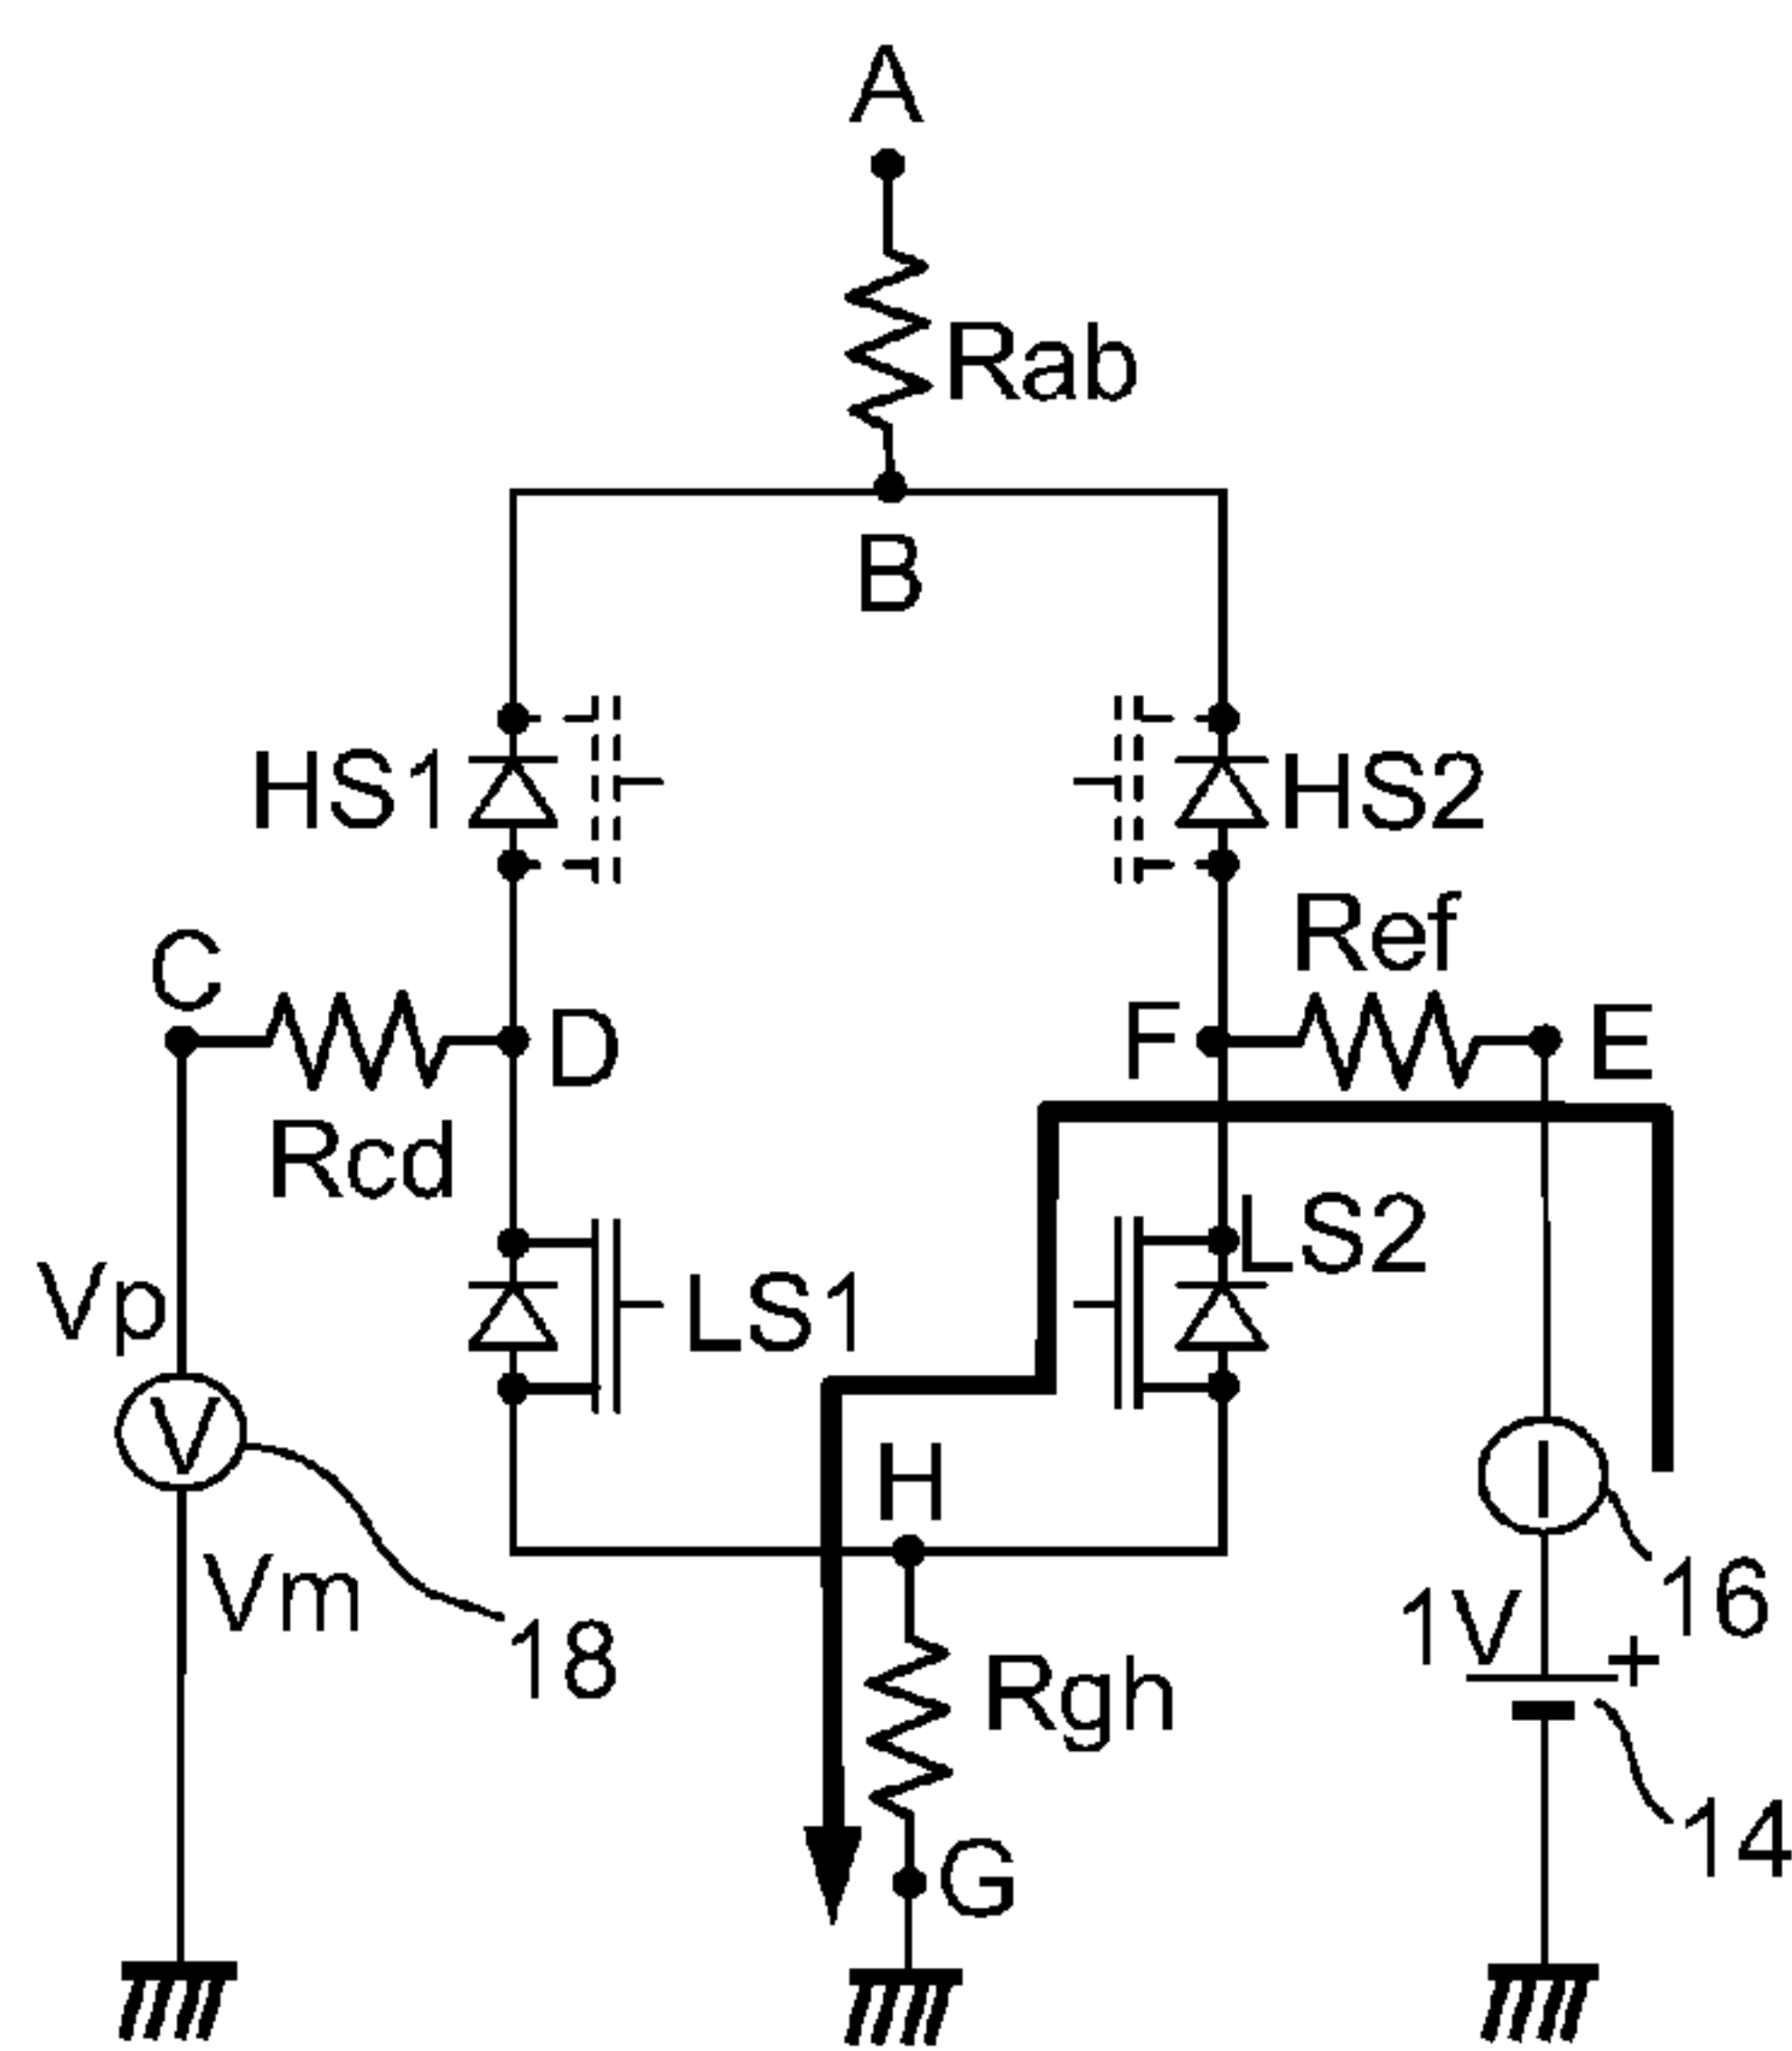 A
Rab
B
HS1
HS2
C
Ref
D
F
E
Rcd
LS2
Vp
LS1
V
H
I
Vm
18
1V
+
16
Rgh
14
G